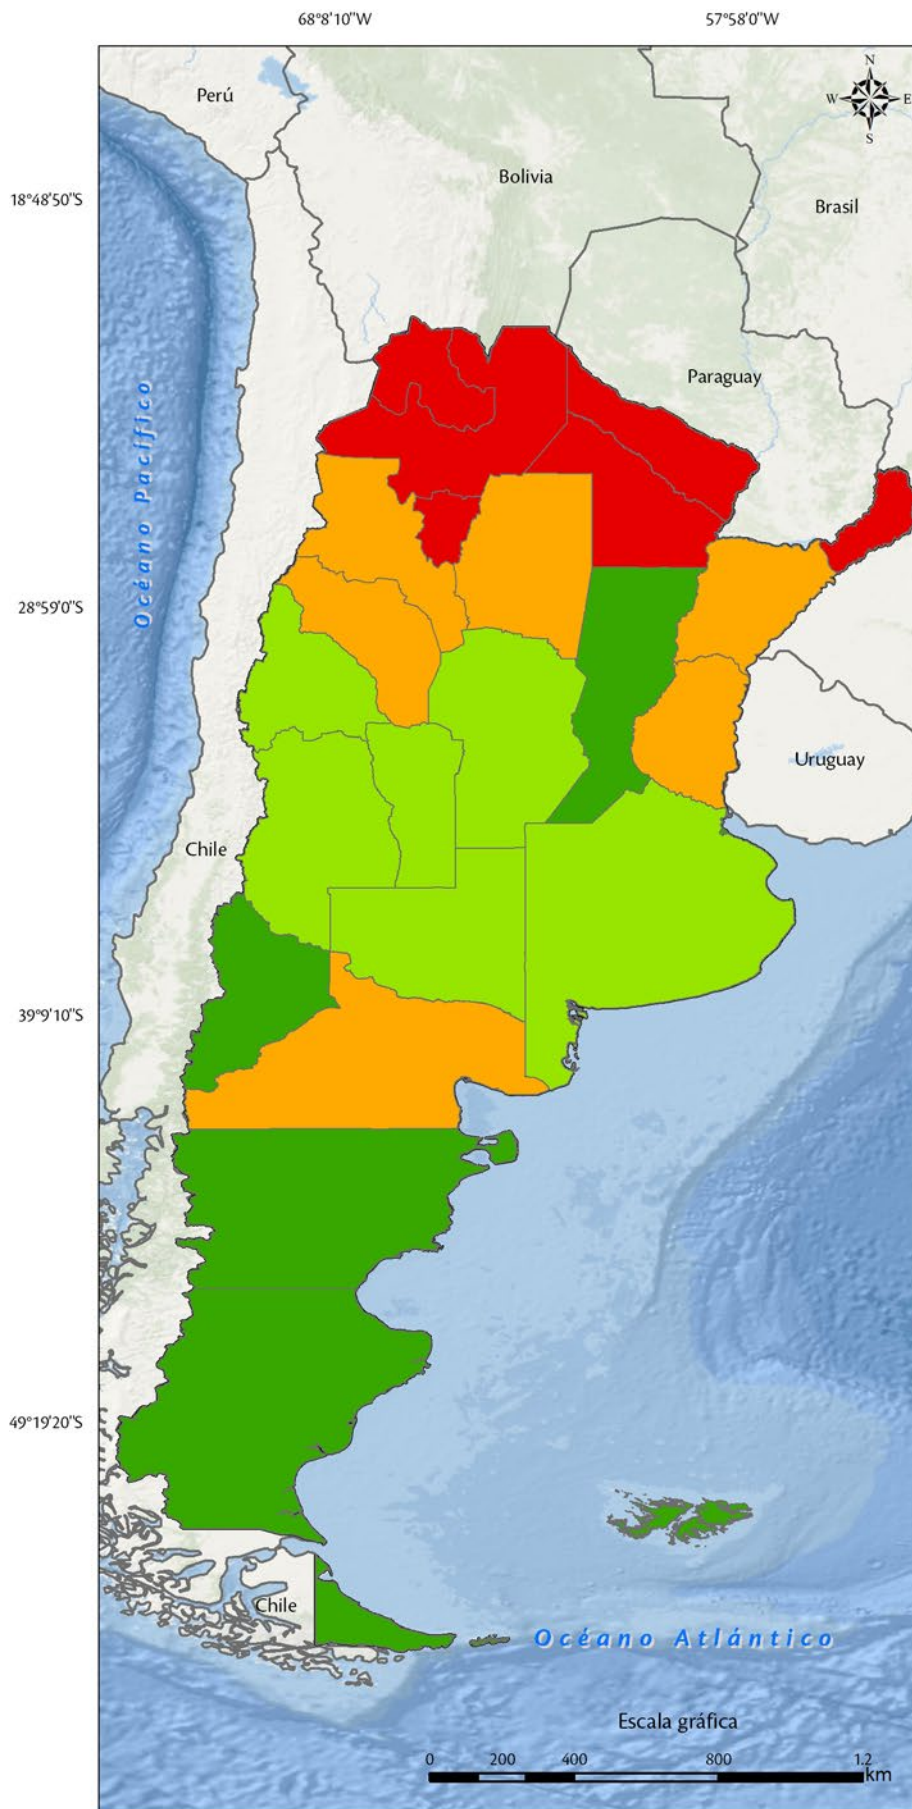 68°8'10"W
57°58'0"W
N
W
E
S
Perú
Bolivia
Brasil
18°48'50"S
Paraguay
Océano Pacífico
28°59'0"S
Uruguay
Chile
39°9'10"S
49°19'20"S
Chile
Océano Atlántico
Escala gráfica
0 200 400 800 1.2
km